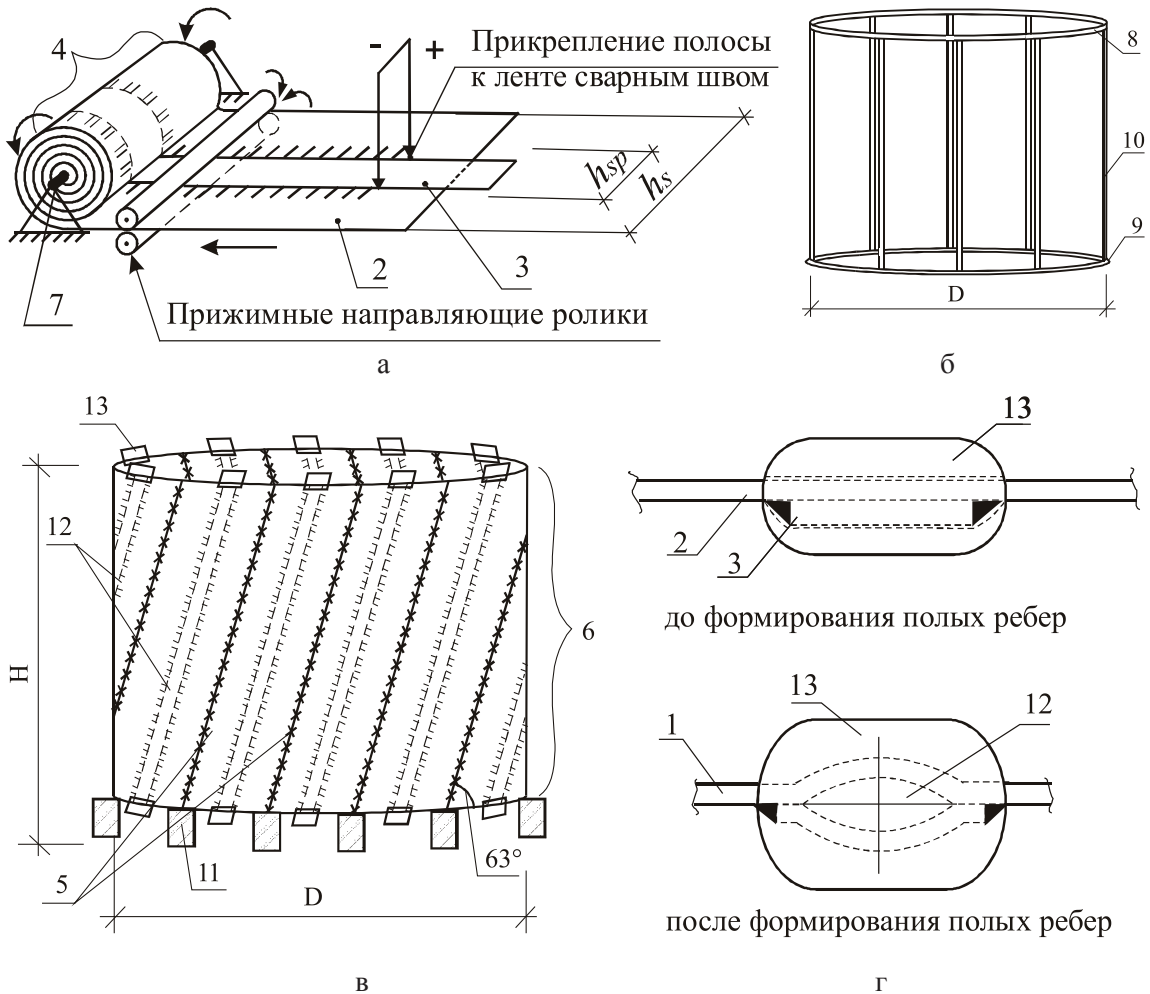 4
- +
Прикрепление полосы
к ленте сварным швом
hsp
hs
7
2
3
Прижимные направляющие ролики
а
8
10
9
D
б
13
12
H
6
5
11
63°
D
в
13
2
3
до формирования полых ребер
13
12
1
после формирования полых ребер
г